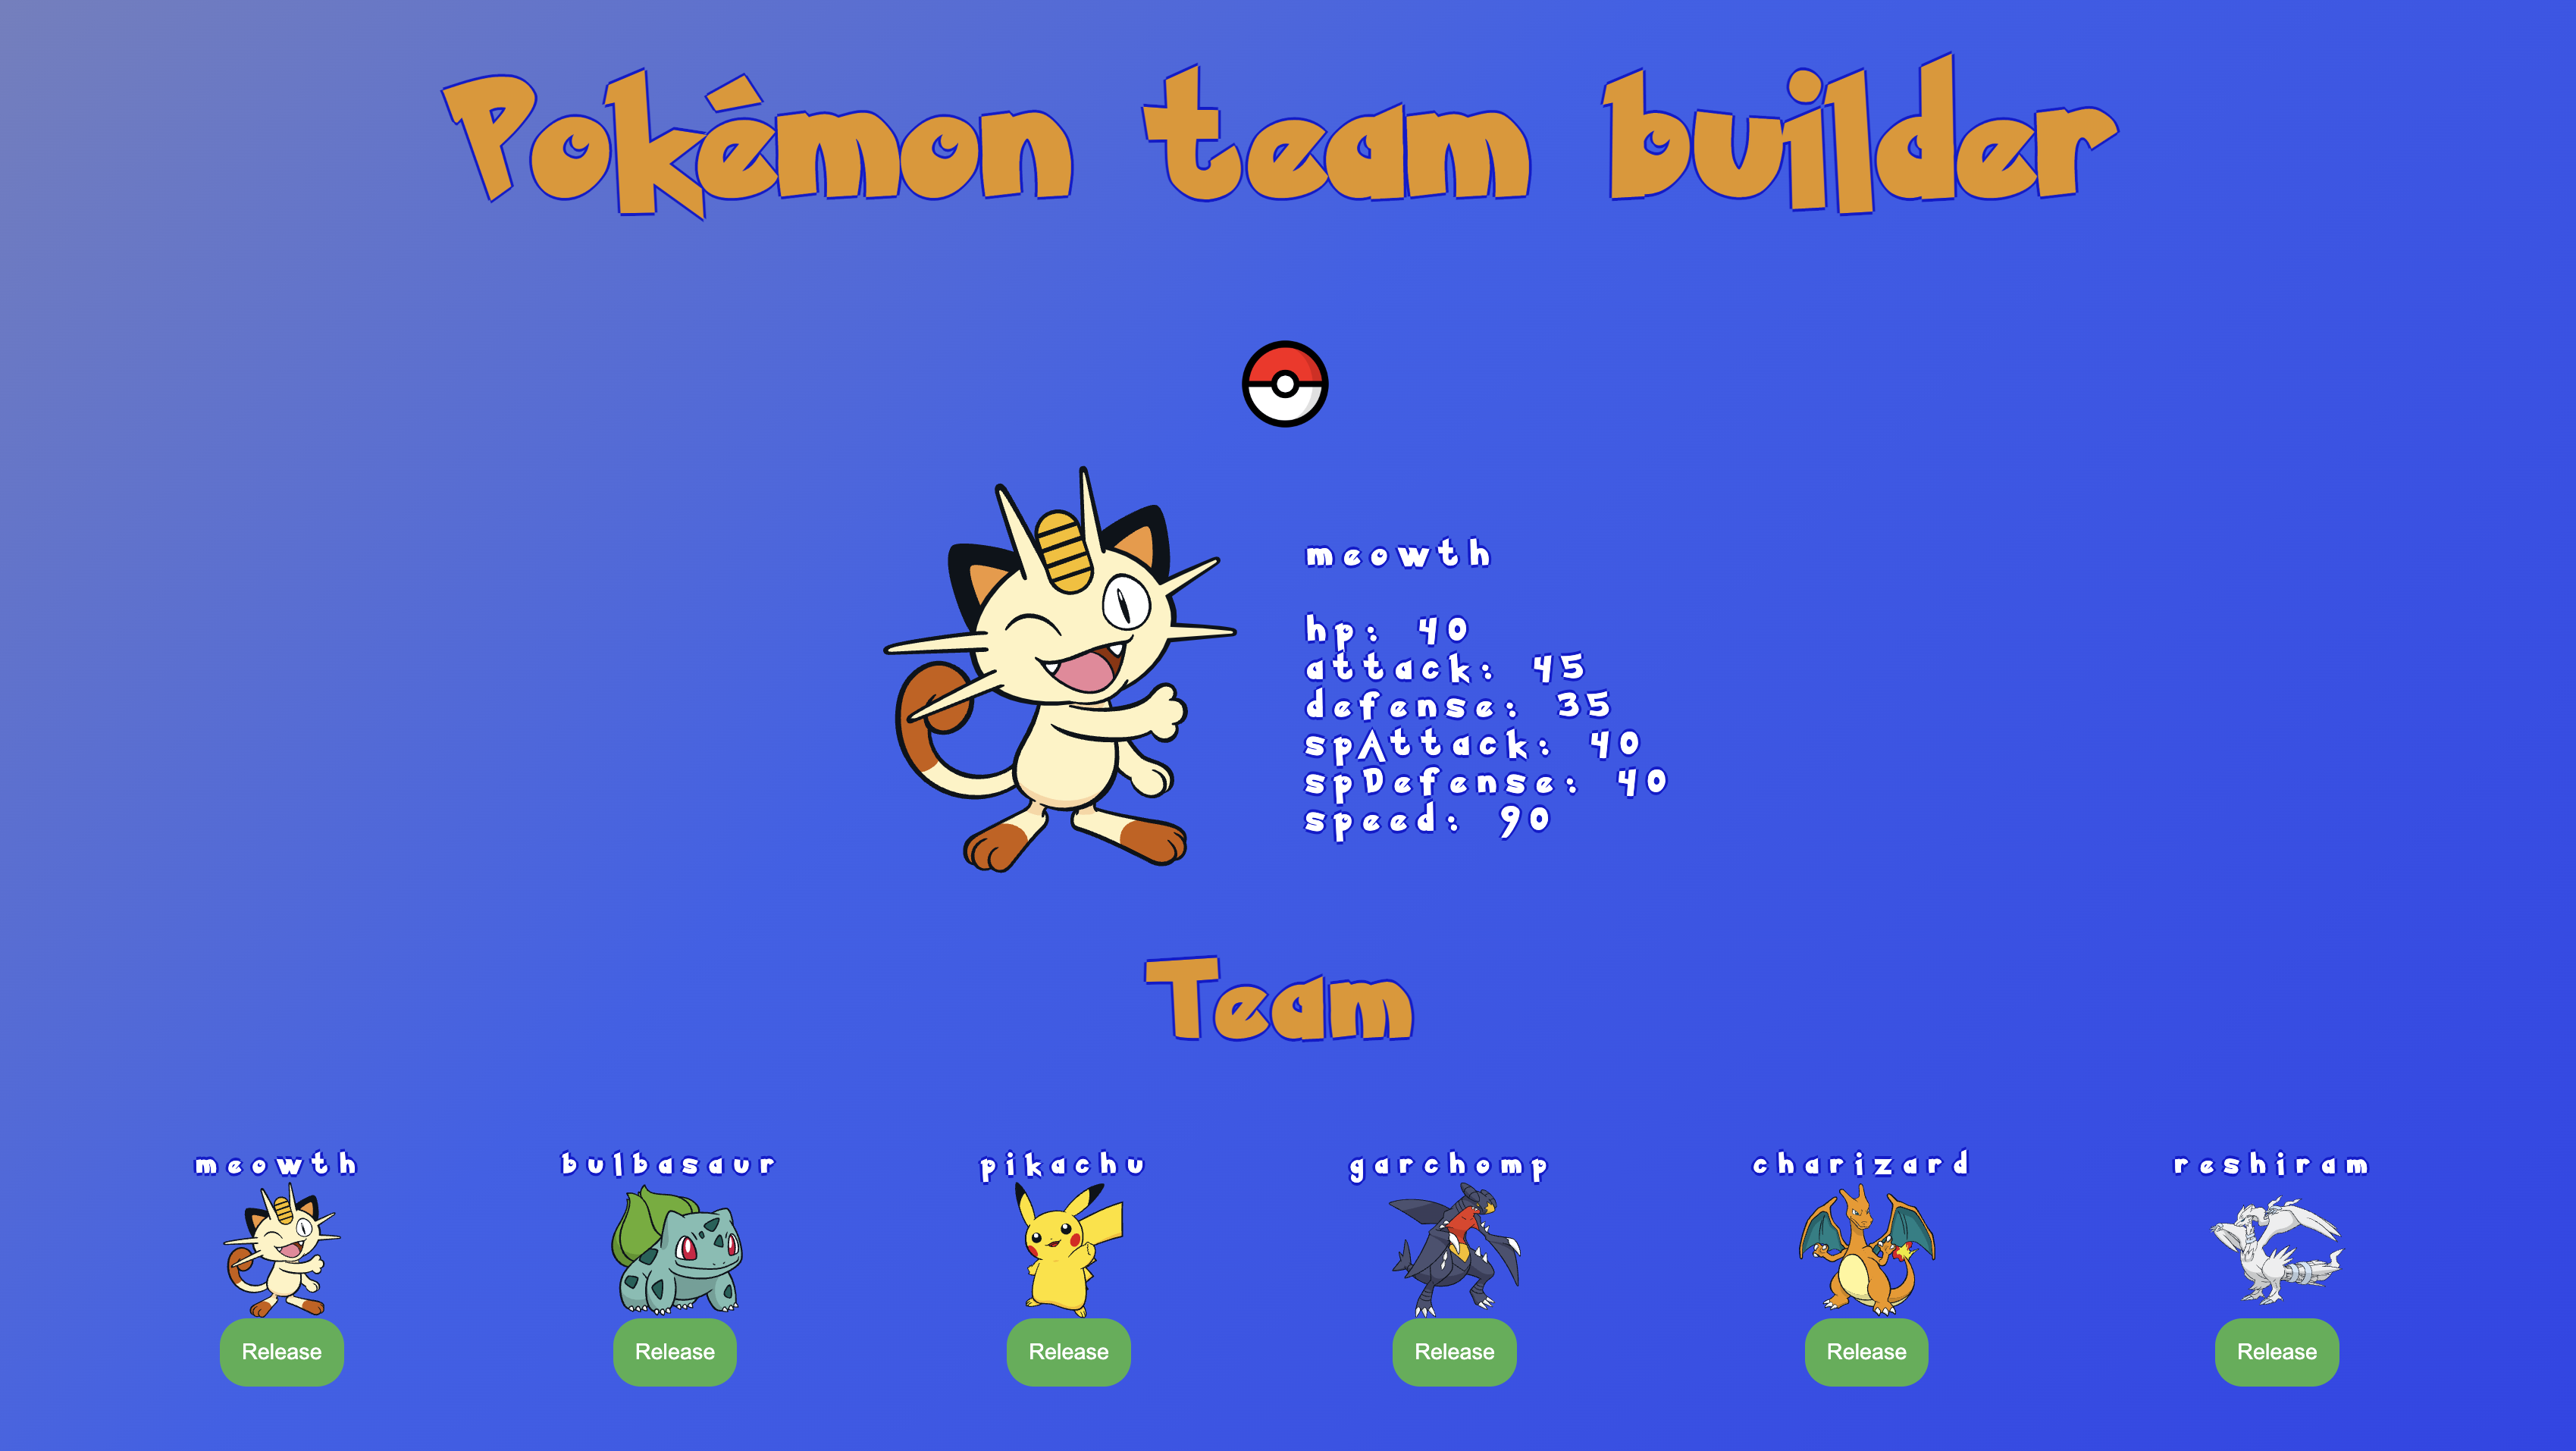 Pokémon team builder
meowth
hp: 40
attack: 45
defense: 35
spAttack: 40
spDefense: 40
speed: 90
Team
meowth bulbasaur pikachu garchomp charizard reshiram
Release Release Release Release Release Release